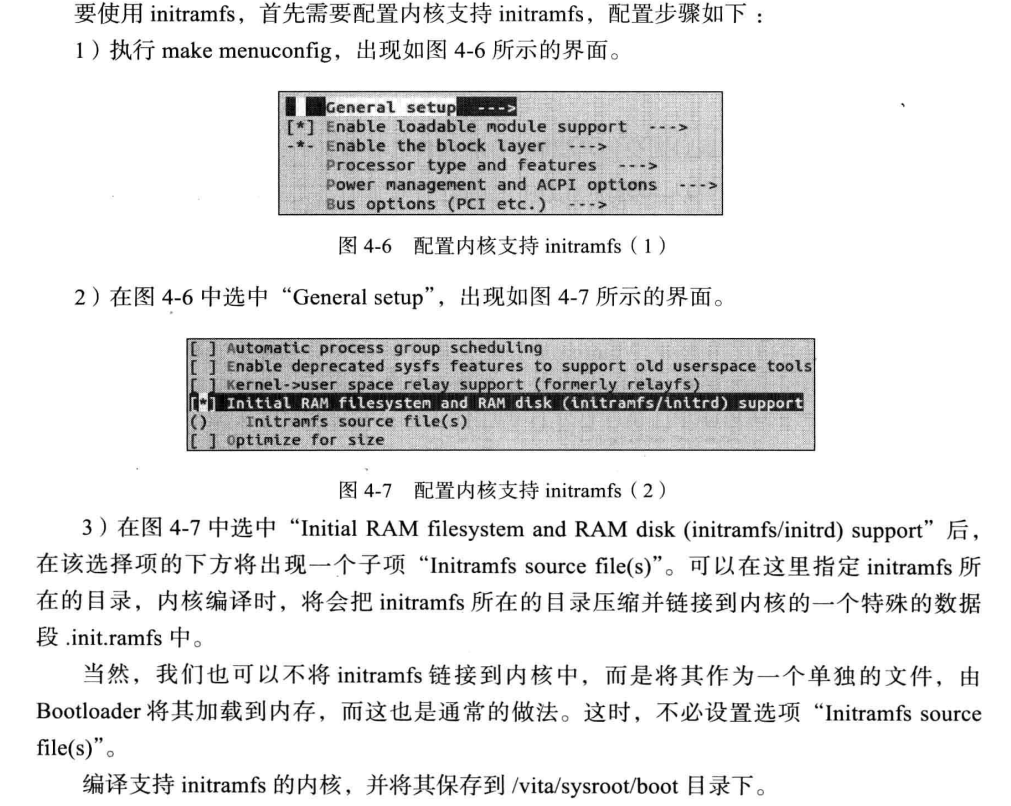 要使用 initramfs，首先需要配置内核支持 initramfs，配置步骤如下：
1）执行 make menuconfig，出现如图 4-6 所示的界面。
General setup --->
[*] Enable loadable module support --->
-*- Enable the block layer --->
Processor type and features --->
Power management and ACPI options --->
Bus options (PCI etc.) --->
图 4-6 配置内核支持 initramfs（1）
2）在图 4-6 中选中“General setup”，出现如图 4-7 所示的界面。
[ ] Automatic process group scheduling
[ ] Enable deprecated sysfs features to support old userspace tools
[ ] Kernel->user space relay support (formerly relayfs)
[*] Initial RAM filesystem and RAM disk (initramfs/initrd) support
() Initramfs source file(s)
[ ] Optimize for size
图 4-7 配置内核支持 initramfs（2）
3）在图 4-7 中选中“Initial RAM filesystem and RAM disk (initramfs/initrd) support”后，
在该选择项的下方将出现一个子项“Initramfs source file(s)”。可以在这里指定 initramfs 所
在的目录，内核编译时，将会把 initramfs 所在的目录压缩并链接到内核的一个特殊的数据
段 .init.ramfs 中。
当然，我们也可以不将 initramfs 链接到内核中，而是将其作为一个单独的文件，由
Bootloader 将其加载到内存，而这也是通常的做法。这时，不必设置选项“Initramfs source
file(s)”。
编译支持 initramfs 的内核，并将其保存到 /vita/sysroot/boot 目录下。